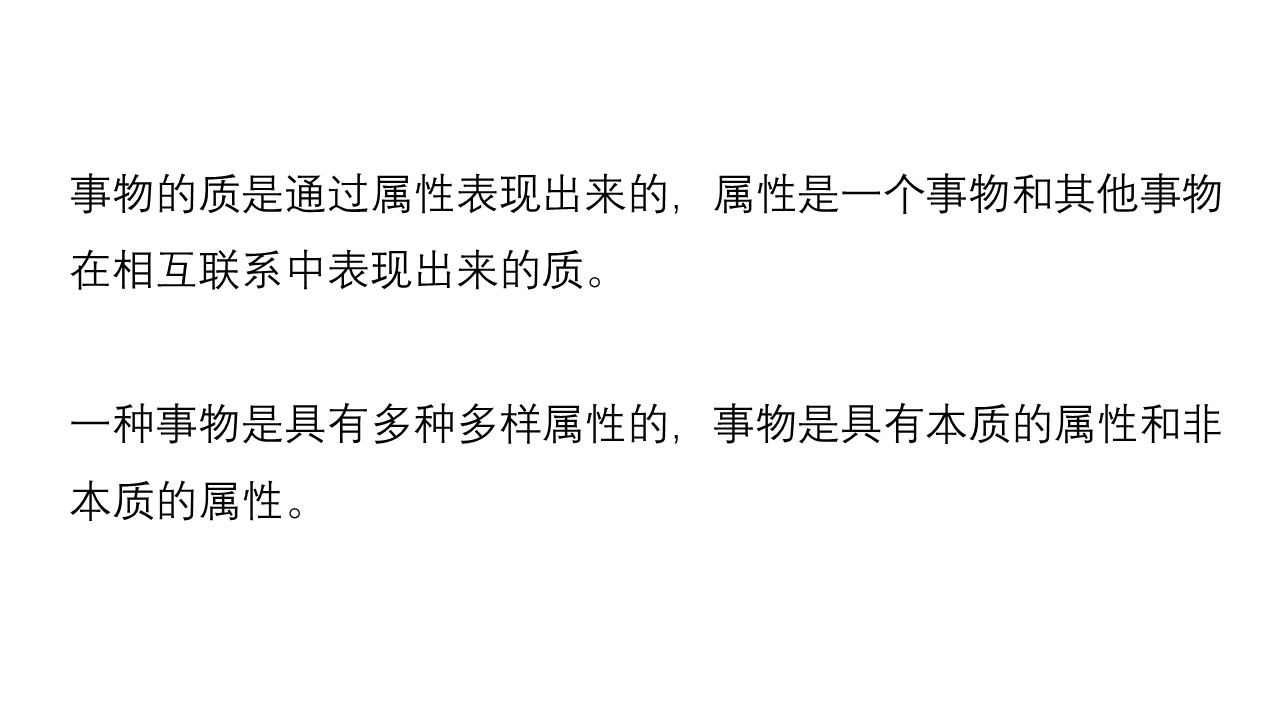 事物的质是通过属性表现出来的，属性是一个事物和其他事物
在相互联系中表现出来的质。
一种事物是具有多种多样属性的，事物是具有本质的属性和非
本质的属性。